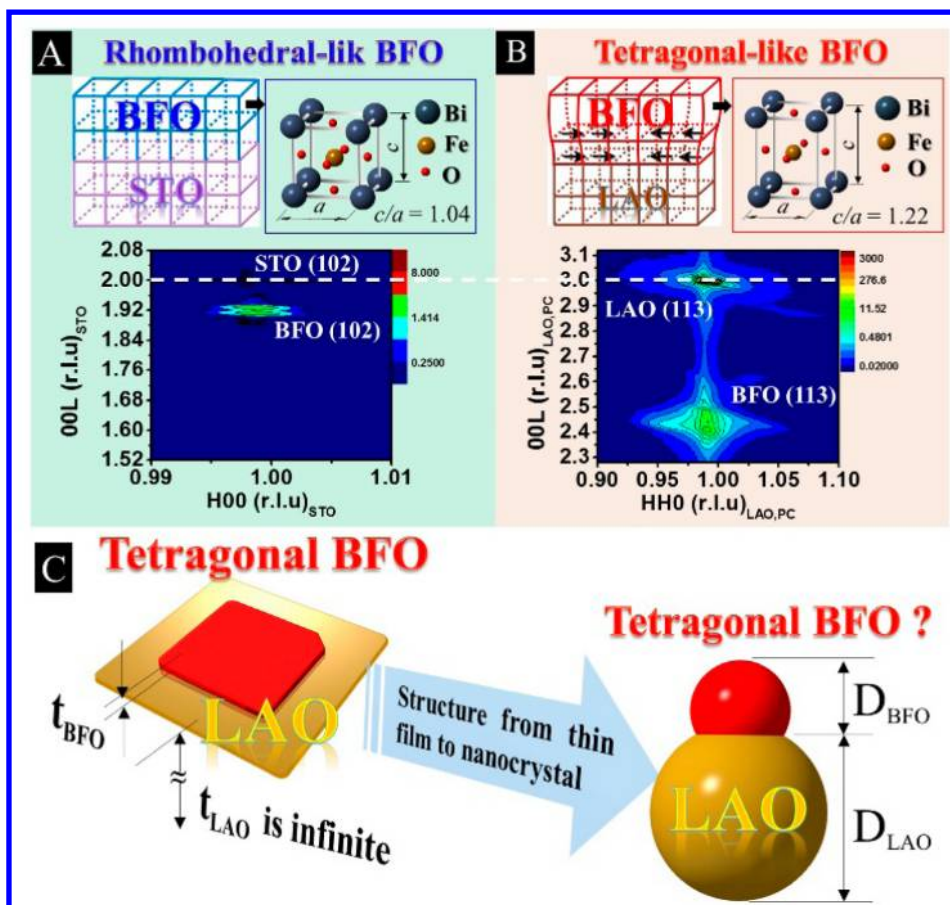 A
Rhombohedral-lik BFO
BFO
STO
c
a
Bi
Fe
O
c/a = 1.04
2.08
2.00
1.92
1.84
1.76
1.68
1.60
1.52
00L (r.l.u)STO
STO (102)
BFO (102)
8.000
1.414
0.2500
0.99
1.00
1.01
H00 (r.l.u)STO
B
Tetragonal-like BFO
BFO
LAO
c
a
Bi
Fe
O
c/a = 1.22
3.1
3.0
2.9
2.8
2.7
2.6
2.5
2.4
2.3
00L (r.l.u)LAO,PC
LAO (113)
BFO (113)
3000
276.6
11.52
0.4801
0.02000
0.90
0.95
1.00
1.05
1.10
HH0 (r.l.u)LAO,PC
C
Tetragonal BFO
tBFO
LAO
≈
tLAO is infinite
Structure from thin
film to nanocrystal
Tetragonal BFO ?
DBFO
LAO
DLAO